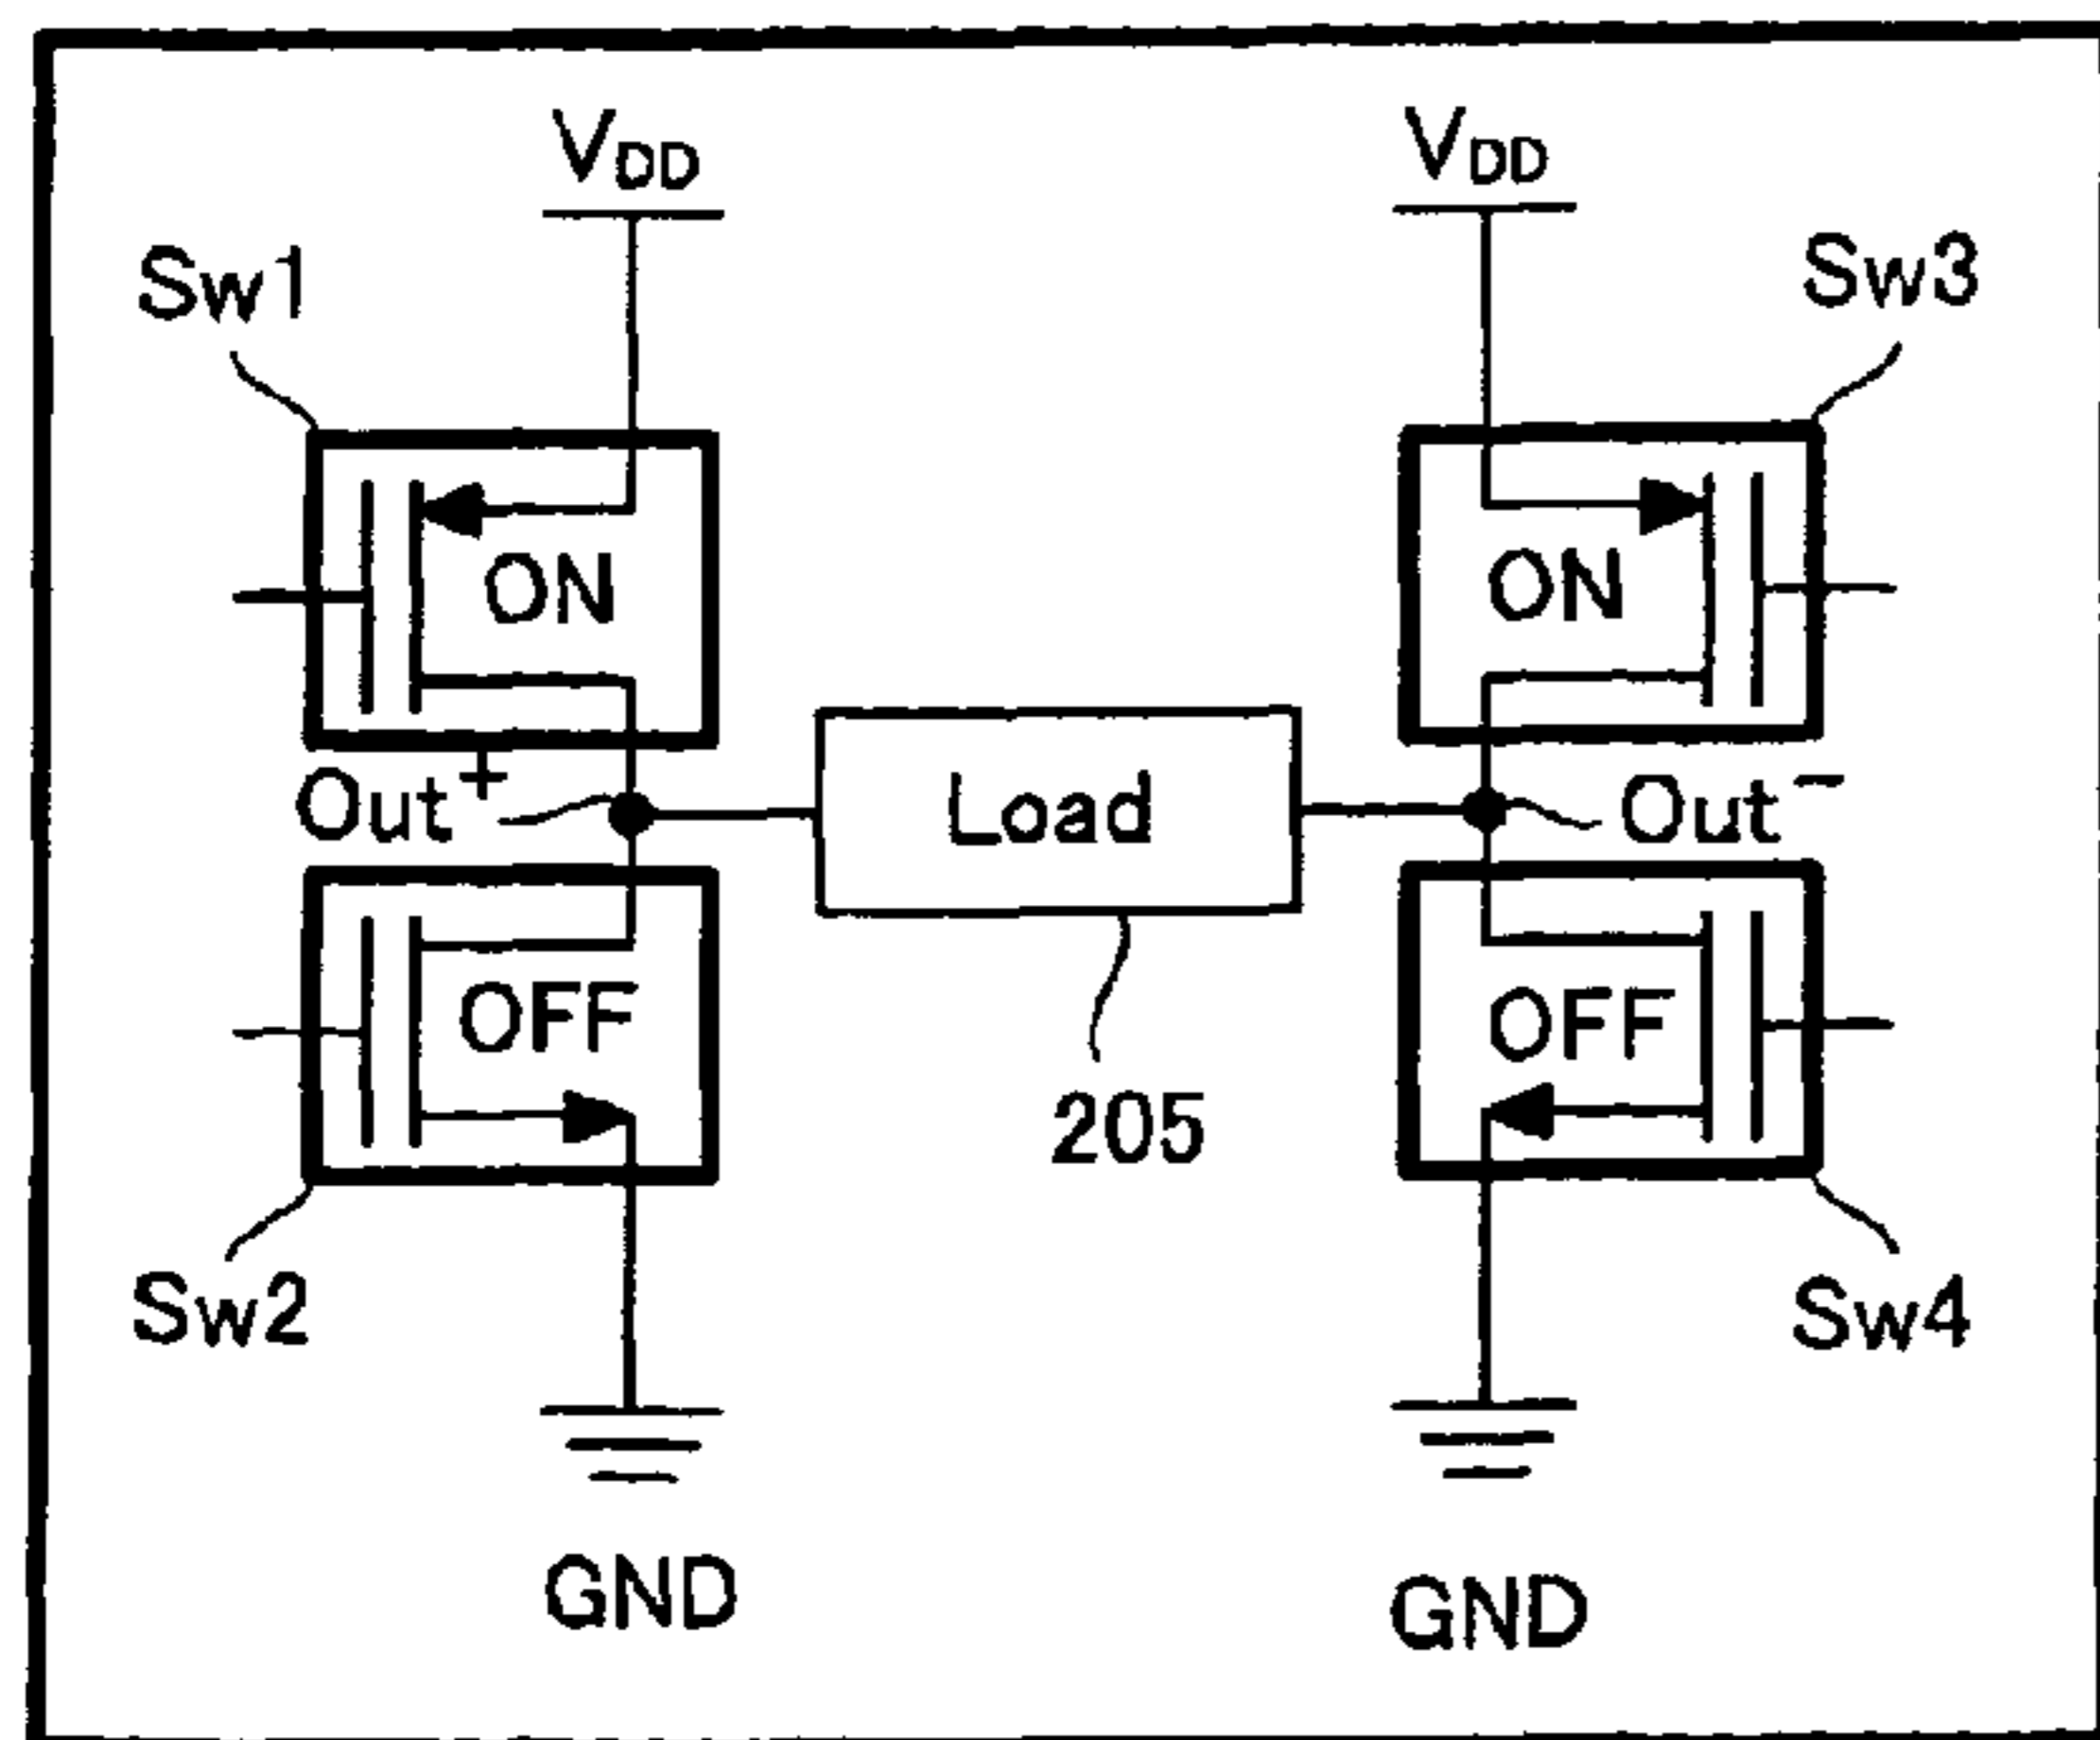 VDD VDD
Sw1 Sw3
ON ON
Out+ Load Out-
OFF OFF
205
Sw2 Sw4
GND GND